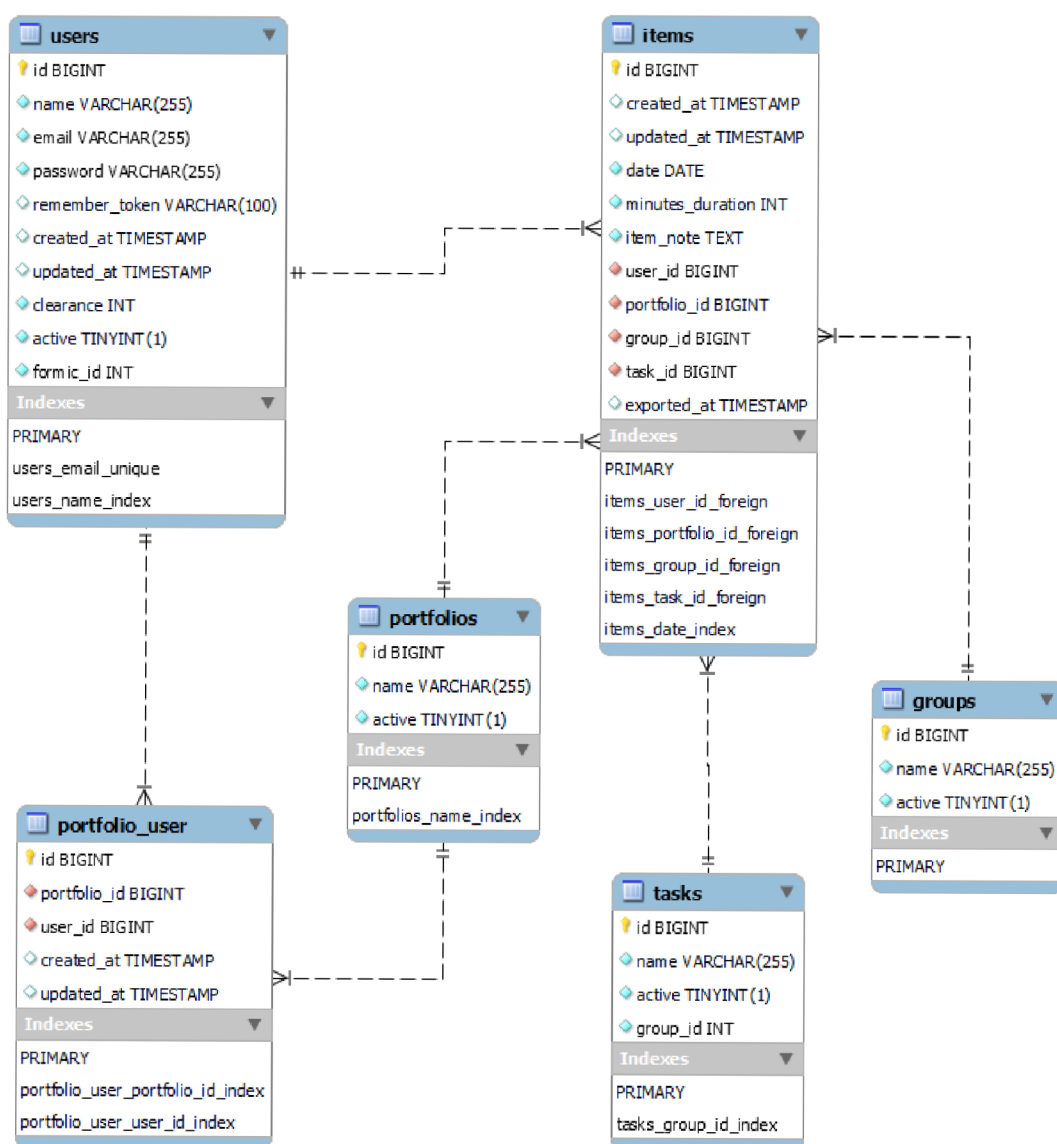 users
id BIGINT
name VARCHAR(255)
email VARCHAR(255)
password VARCHAR(255)
remember_token VARCHAR(100)
created_at TIMESTAMP
updated_at TIMESTAMP
clearance INT
active TINYINT(1)
formic_id INT
Indexes
PRIMARY
users_email_unique
users_name_index
items
id BIGINT
created_at TIMESTAMP
updated_at TIMESTAMP
date DATE
minutes_duration INT
item_note TEXT
user_id BIGINT
portfolio_id BIGINT
group_id BIGINT
task_id BIGINT
exported_at TIMESTAMP
Indexes
PRIMARY
items_user_id_foreign
items_portfolio_id_foreign
items_group_id_foreign
items_task_id_foreign
items_date_index
portfolios
id BIGINT
name VARCHAR(255)
active TINYINT(1)
Indexes
PRIMARY
portfolios_name_index
groups
id BIGINT
name VARCHAR(255)
active TINYINT(1)
Indexes
PRIMARY
portfolio_user
id BIGINT
portfolio_id BIGINT
user_id BIGINT
created_at TIMESTAMP
updated_at TIMESTAMP
Indexes
PRIMARY
portfolio_user_portfolio_id_index
portfolio_user_user_id_index
tasks
id BIGINT
name VARCHAR(255)
active TINYINT(1)
group_id INT
Indexes
PRIMARY
tasks_group_id_index